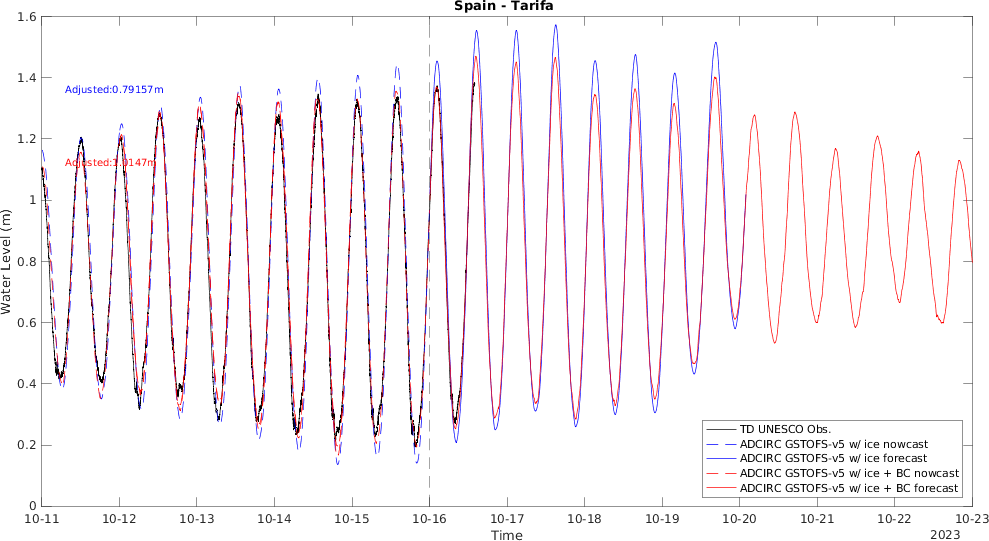 Spain - Tarifa
1.6
1.4
1.2
1
0.8
0.6
0.4
0.2
0
Water Level (m)
Adjusted:0.79157m
Adjusted:1.0147m
TD UNESCO Obs.
ADCIRC GSTOFS-v5 w/ ice nowcast
ADCIRC GSTOFS-v5 w/ ice forecast
ADCIRC GSTOFS-v5 w/ ice + BC nowcast
ADCIRC GSTOFS-v5 w/ ice + BC forecast
10-11 10-12 10-13 10-14 10-15 10-16 10-17 10-18 10-19 10-20 10-21 10-22 10-23
Time
2023